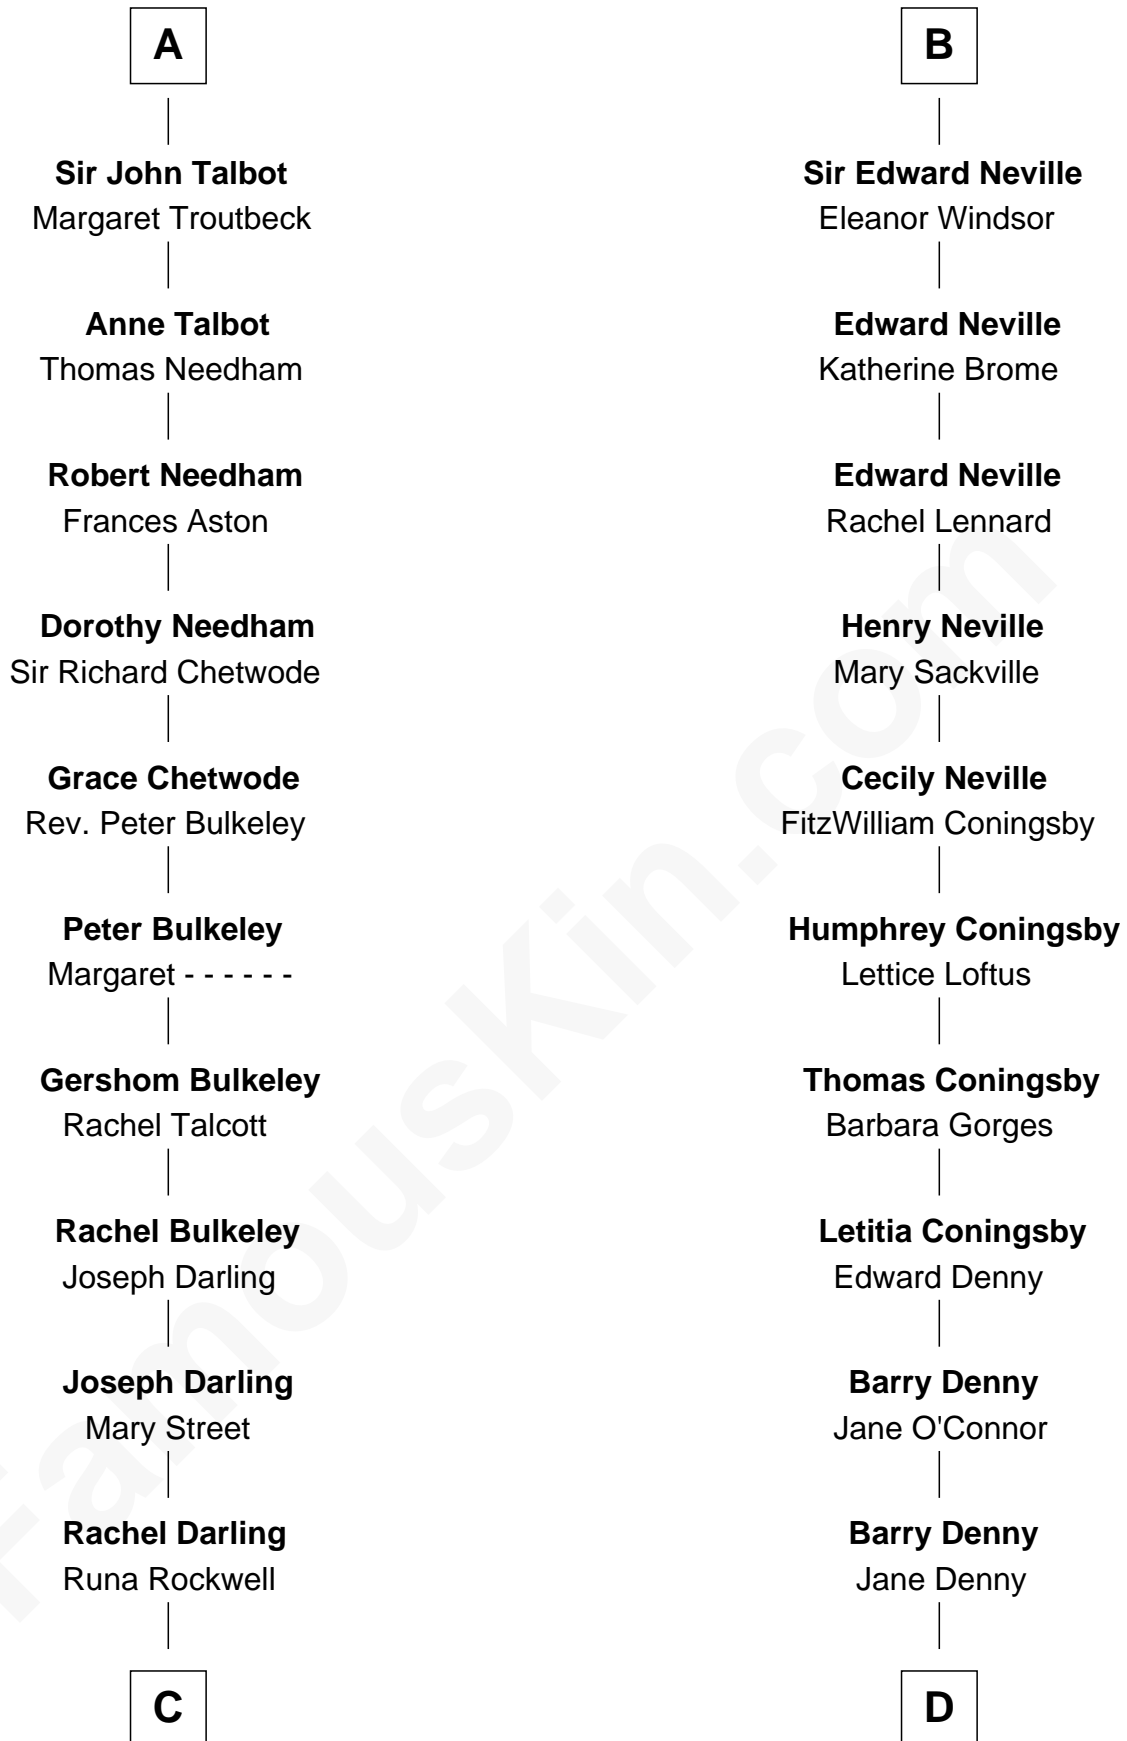 A
Sir John Talbot
Margaret Troutbeck
Anne Talbot
Thomas Needham
Robert Needham
Frances Aston
Dorothy Needham
Sir Richard Chetwode
Grace Chetwode
Rev. Peter Bulkeley
Peter Bulkeley
Margaret - - - - - -
Gershom Bulkeley
Rachel Talcott
Rachel Bulkeley
Joseph Darling
Joseph Darling
Mary Street
Rachel Darling
Runa Rockwell
C
B
Sir Edward Neville
Eleanor Windsor
Edward Neville
Katherine Brome
Edward Neville
Rachel Lennard
Henry Neville
Mary Sackville
Cecily Neville
FitzWilliam Coningsby
Humphrey Coningsby
Lettice Loftus
Thomas Coningsby
Barbara Gorges
Letitia Coningsby
Edward Denny
Barry Denny
Jane O'Connor
Barry Denny
Jane Denny
D
FamousKin.com